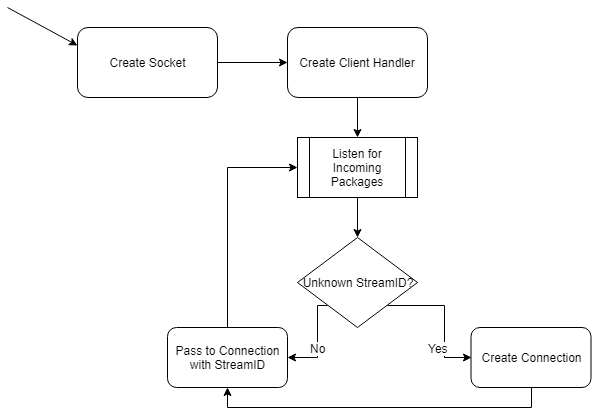 Create Socket
Create Client Handler
Listen for
Incoming
Packages
Unknown StreamID?
No
Yes
Pass to Connection
with StreamID
Create Connection